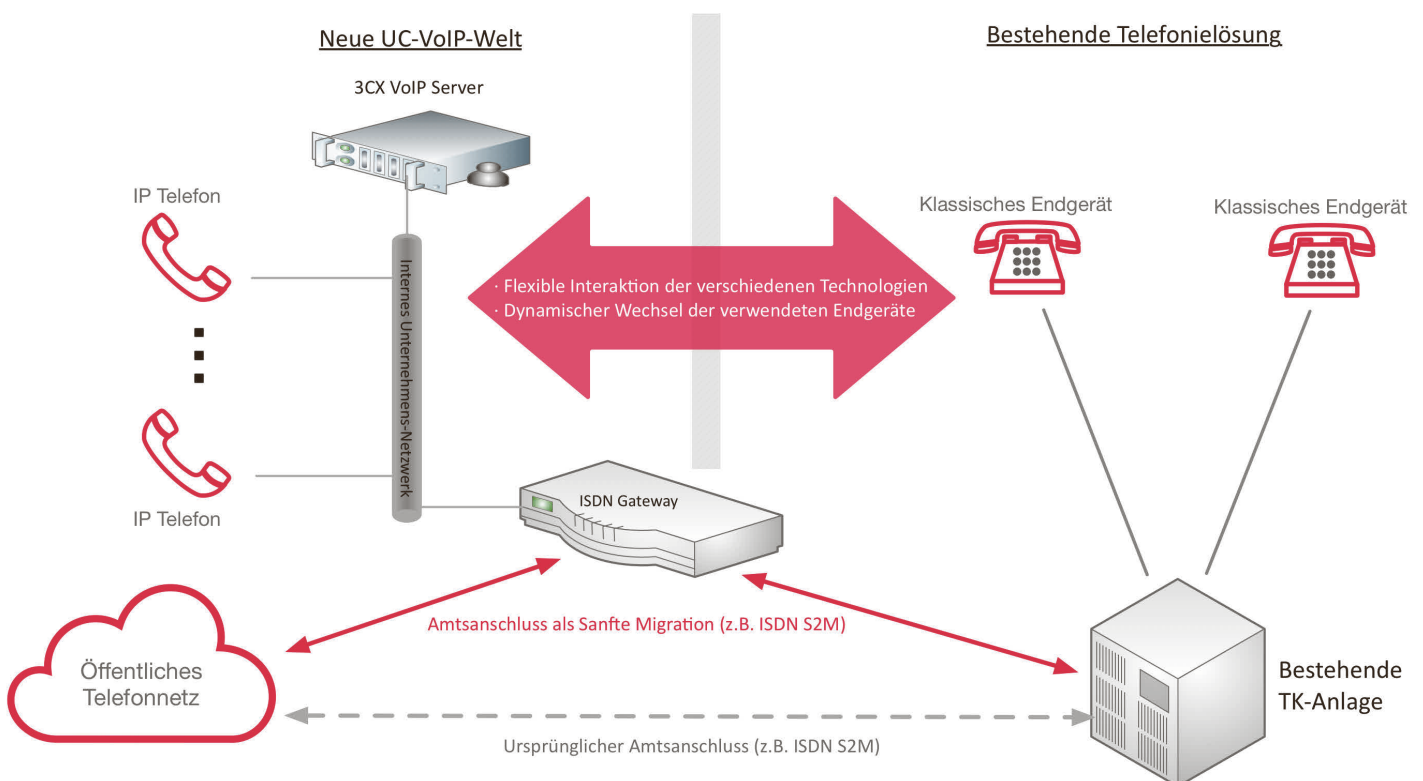 Neue UC-VoIP-Welt
Bestehende Telefonielösung
3CX VoIP Server
IP Telefon
Klassisches Endgerät
Klassisches Endgerät
Internes Unternehmens-Netzwerk
· Flexible Interaktion der verschiedenen Technologien
· Dynamischer Wechsel der verwendeten Endgeräte
IP Telefon
ISDN Gateway
Amtsanschluss als Sanfte Migration (z.B. ISDN S2M)
Öffentliches
Telefonnetz
Bestehende
TK-Anlage
Ursprünglicher Amtsanschluss (z.B. ISDN S2M)